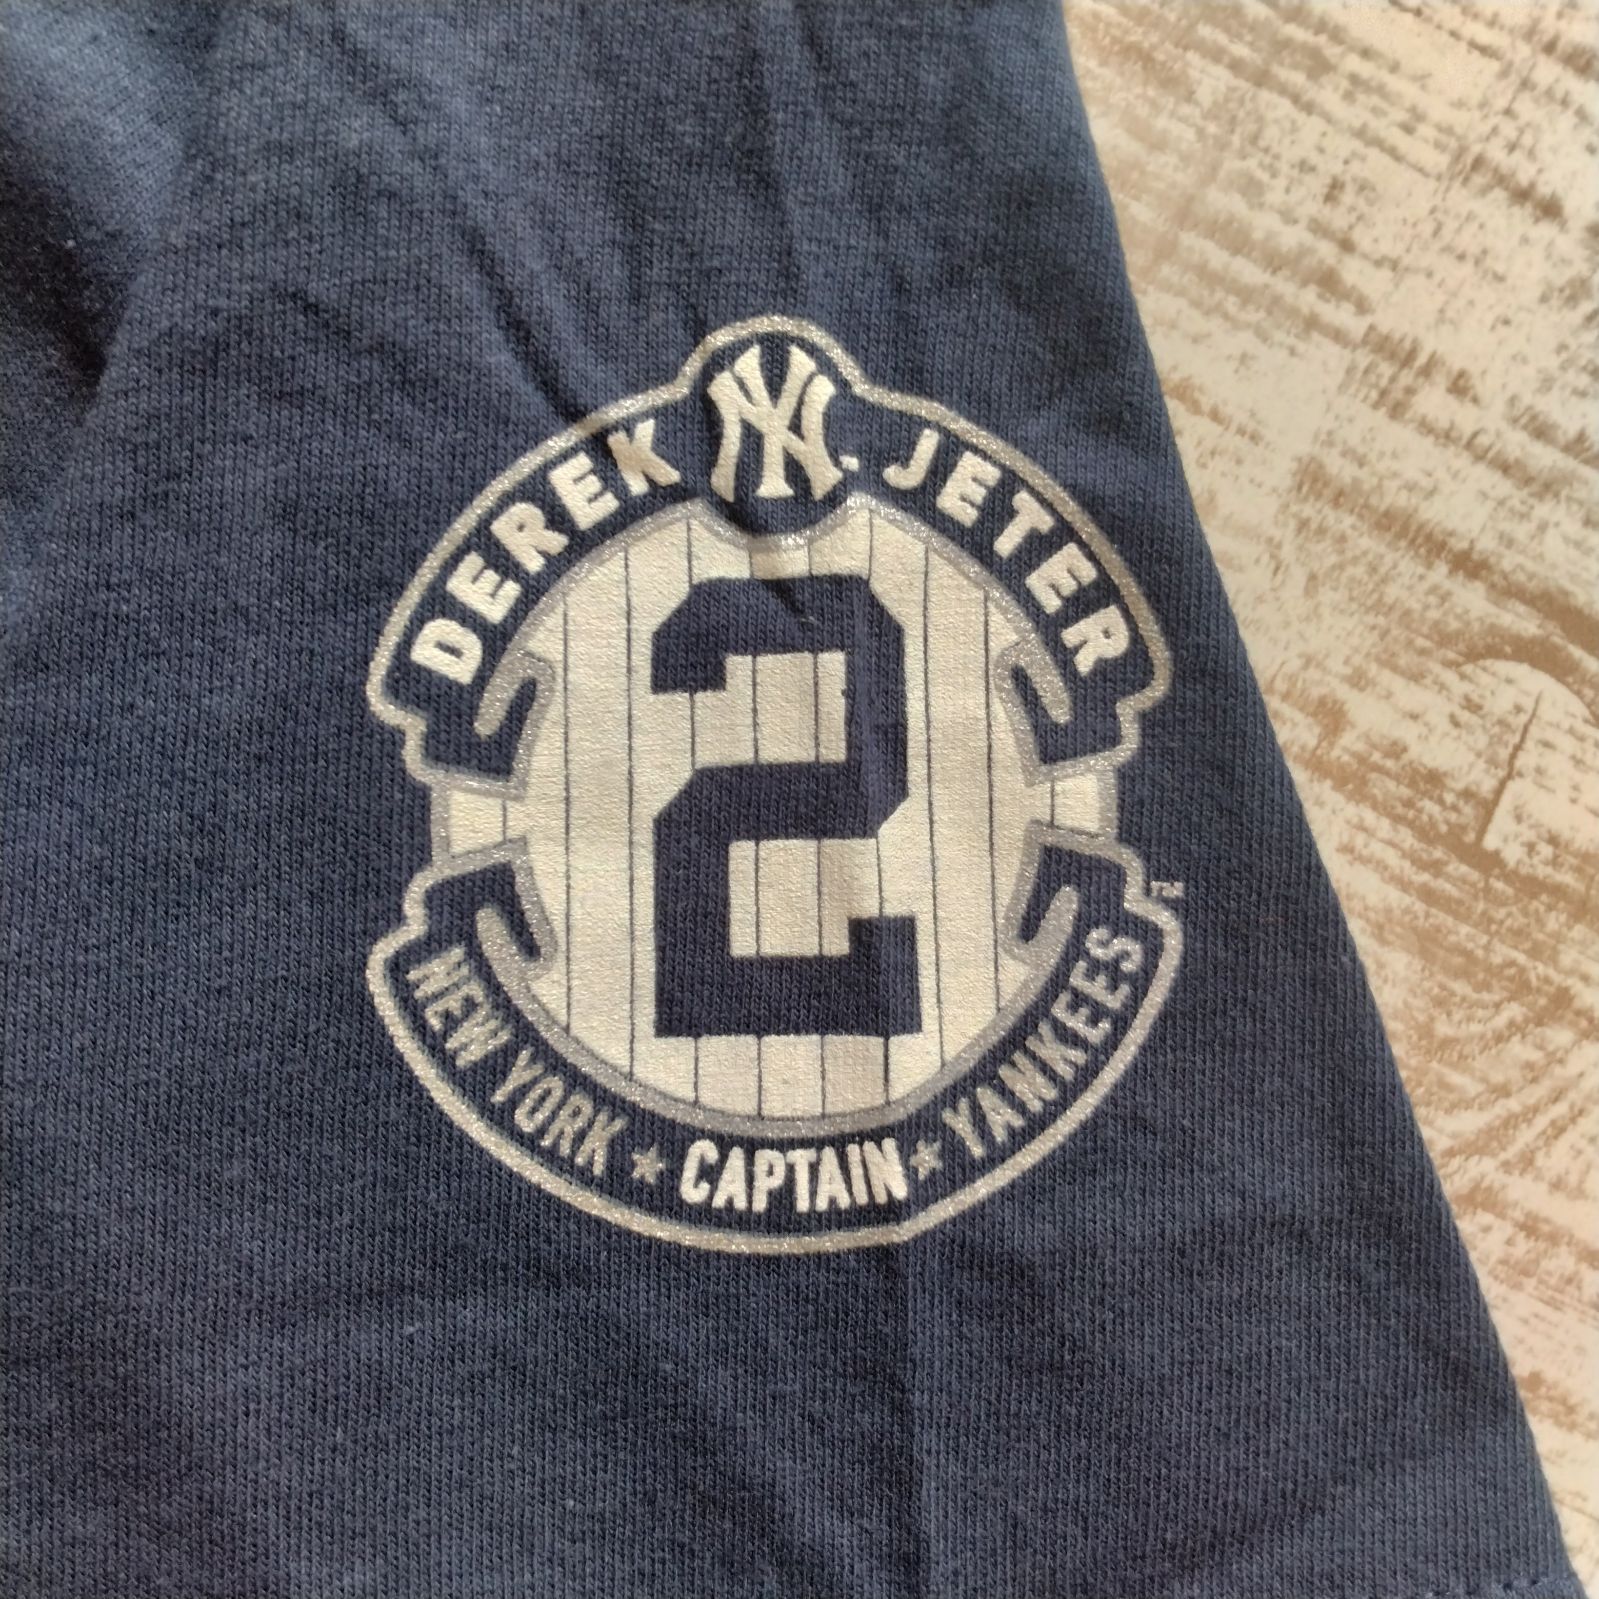 DEREK NY JETER
2
NEW YORK ★ CAPTAIN ★ YANKEES
TM